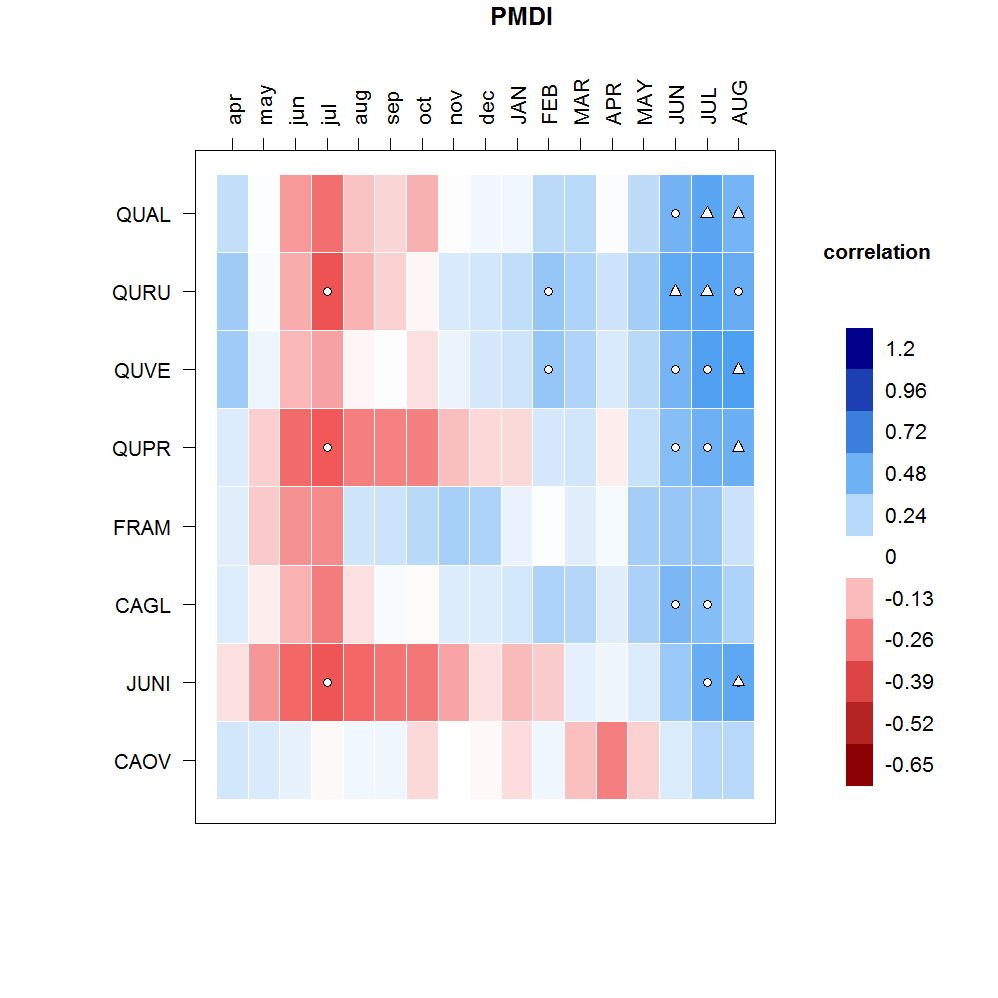 PMDI
apr may jun jul aug sep oct nov dec JAN FEB MAR APR MAY JUN JUL AUG
QUAL
QURU
QUVE
QUPR
FRAM
CAGL
JUNI
CAOV
correlation
1.2
0.96
0.72
0.48
0.24
0
-0.13
-0.26
-0.39
-0.52
-0.65